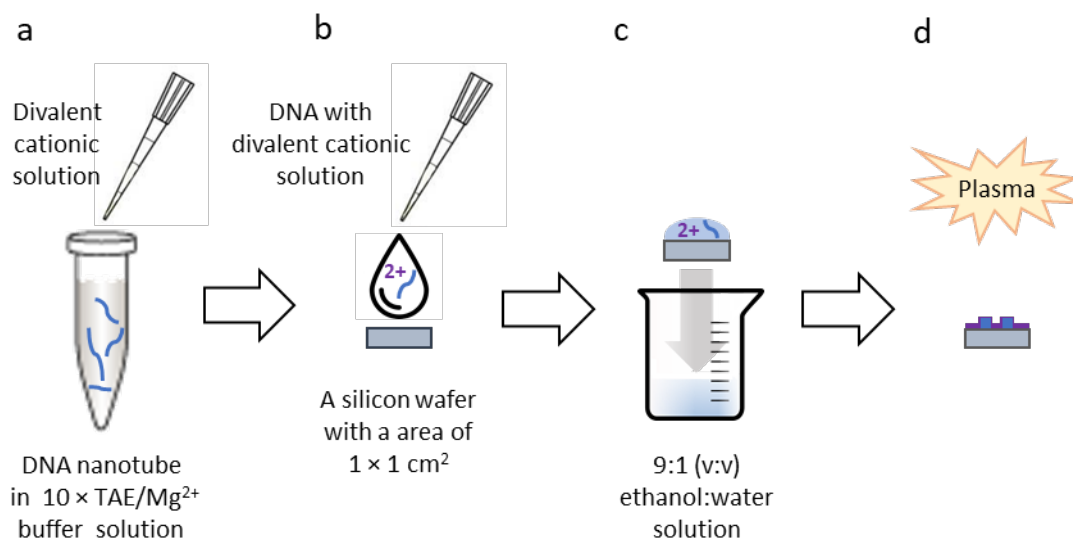 a
b
c
d
Divalent
cationic
solution
DNA with
divalent cationic
solution
Plasma
2+
2+
A silicon wafer
with a area of
1 × 1 cm²
DNA nanotube
in 10 × TAE/Mg²⁺
buffer solution
9:1 (v:v)
ethanol:water
solution